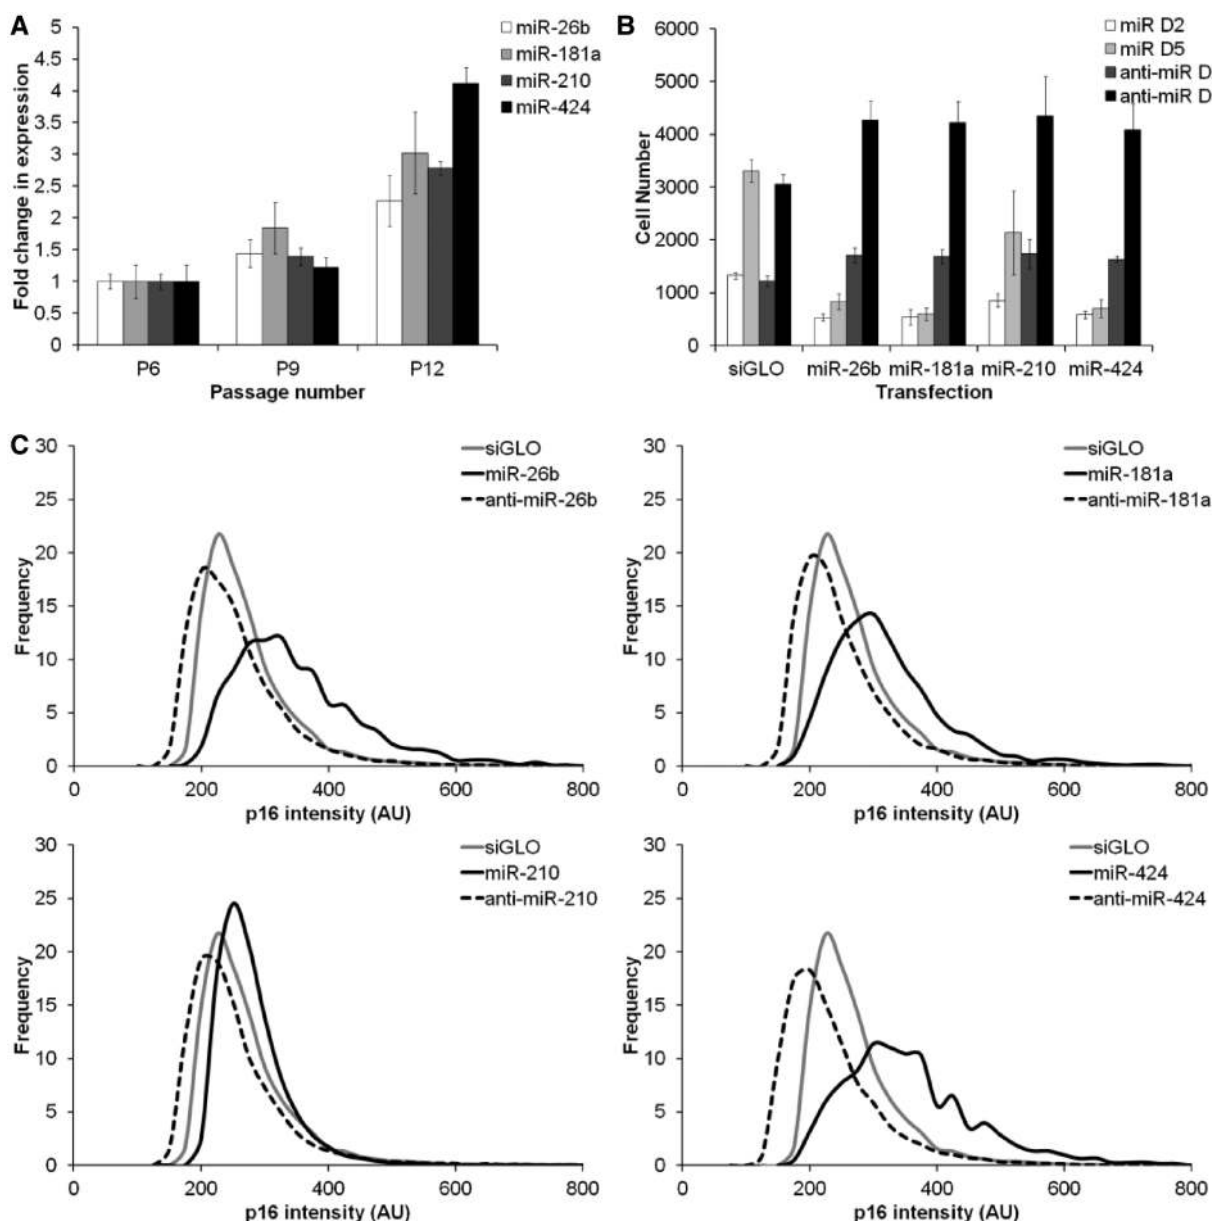 A
5
4.5
4
3.5
3
2.5
2
1.5
1
0.5
0
Fold change in expression
P6 P9 P12
Passage number
miR-26b
miR-181a
miR-210
miR-424
B
6000
5000
4000
3000
2000
1000
0
Cell Number
siGLO miR-26b miR-181a miR-210 miR-424
Transfection
miR D2
miR D5
anti-miR D
anti-miR D
C
30
25
20
15
10
5
0
Frequency
0 200 400 600 800
p16 intensity (AU)
siGLO
miR-26b
anti-miR-26b
30
25
20
15
10
5
0
Frequency
0 200 400 600 800
p16 intensity (AU)
siGLO
miR-181a
anti-miR-181a
30
25
20
15
10
5
0
Frequency
0 200 400 600 800
p16 intensity (AU)
siGLO
miR-210
anti-miR-210
30
25
20
15
10
5
0
Frequency
0 200 400 600 800
p16 intensity (AU)
siGLO
miR-424
anti-miR-424